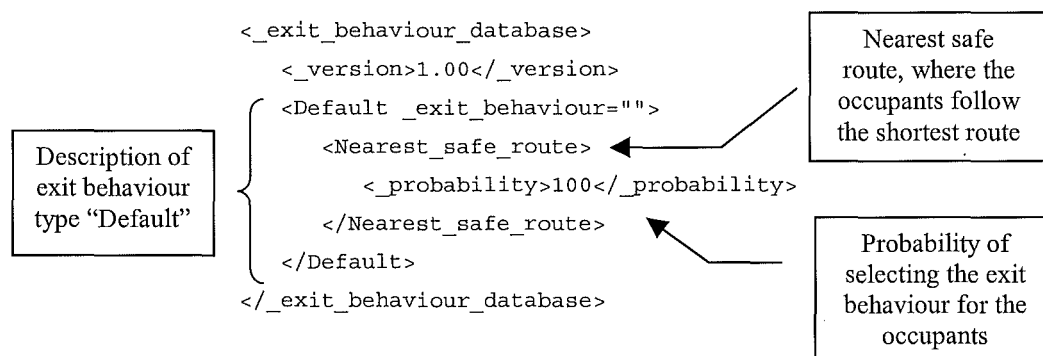 <_exit_behaviour_database>
<_version>1.00</_version>
<Default _exit_behaviour="">
<Nearest_safe_route>
<_probability>100</_probability>
</Nearest_safe_route>
</Default>
</_exit_behaviour_database>
Description of
exit behaviour
type “Default”
Nearest safe
route, where the
occupants follow
the shortest route
Probability of
selecting the exit
behaviour for the
occupants